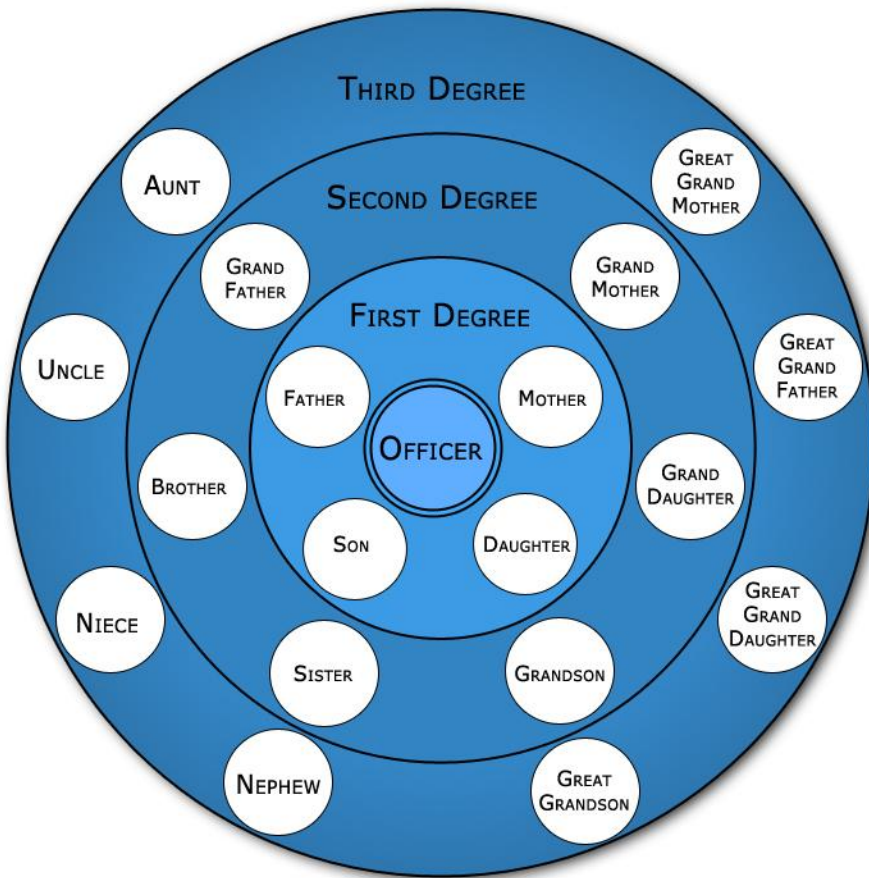 Third Degree
Aunt
Great
Grand
Mother
Second Degree
Grand
Father
Grand
Mother
First Degree
Uncle
Great
Grand
Father
Father
Mother
Officer
Brother
Grand
Daughter
Son
Daughter
Niece
Great
Grand
Daughter
Sister
Grandson
Nephew
Great
Grandson